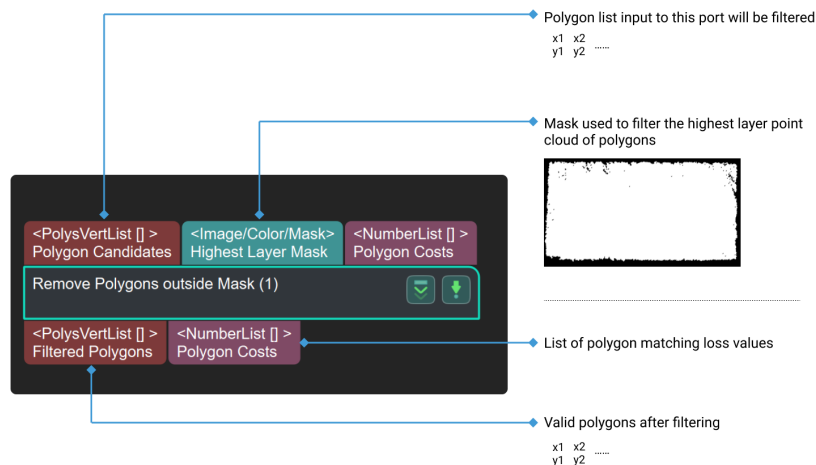 Polygon list input to this port will be filtered
x1 x2
y1 y2 ......
Mask used to filter the highest layer point
cloud of polygons
<PolysVertList [] > <Image/Color/Mask> <NumberList [] >
Polygon Candidates Highest Layer Mask Polygon Costs
Remove Polygons outside Mask (1)
<PolysVertList [] > <NumberList [] >
Filtered Polygons Polygon Costs
List of polygon matching loss values
Valid polygons after filtering
x1 x2
y1 y2 ......